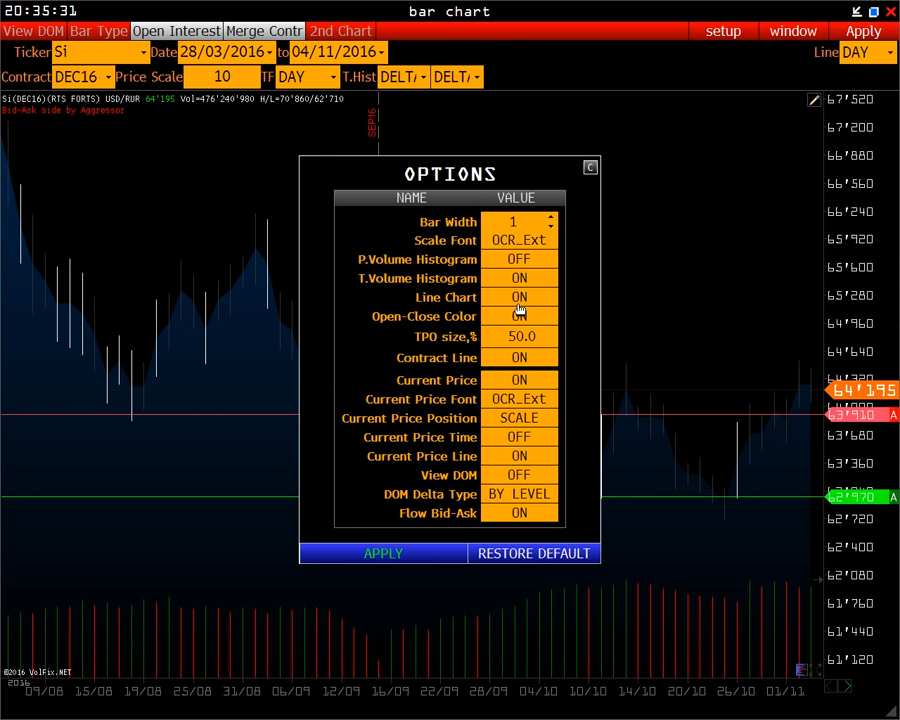 20:35:31 bar chart
View DOM Bar Type Open Interest Merge Contr 2nd Chart setup window Apply
Ticker Si Date 28/03/2016 to 04/11/2016 Line DAY
Contract DEC16 Price Scale 10 TF DAY T.Hist DELT/ DELT/
Si(DEC16)(RTS FORTS) USD/RUR 64'195 Vol=476'240'980 H/L=70'860/62'710
Bid-Ask side by Aggressor
SEP16
OPTIONS
C
NAME VALUE
Bar Width 1
Scale Font OCR_Ext
P.Volume Histogram OFF
T.Volume Histogram ON
Line Chart ON
Open-Close Color ON
TPO size,% 50.0
Contract Line ON
Current Price ON
Current Price Font OCR_Ext
Current Price Position SCALE
Current Price Time OFF
Current Price Line ON
View DOM OFF
DOM Delta Type BY LEVEL
Flow Bid-Ask ON
APPLY RESTORE DEFAULT
67'520
67'200
66'880
66'560
66'240
65'920
65'600
65'280
64'960
64'640
64'195
63'910 A
63'680
63'360
62'970 A
62'720
62'400
62'080
61'760
61'440
61'120
©2016 VolFix.NET
2016
09/08 15/08 19/08 25/08 31/08 06/09 12/09 16/09 22/09 28/09 04/10 10/10 14/10 20/10 26/10 01/11